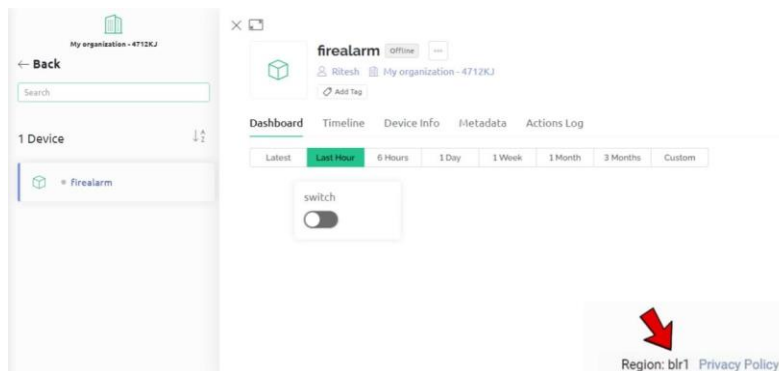 My organization - 4712KJ
← Back
Search
1 Device
firealarm
firealarm Offline ...
Ritesh My organization - 4712KJ
Add Tag
Dashboard Timeline Device Info Metadata Actions Log
Latest Last Hour 6 Hours 1 Day 1 Week 1 Month 3 Months Custom
switch
Region: blr1 Privacy Policy